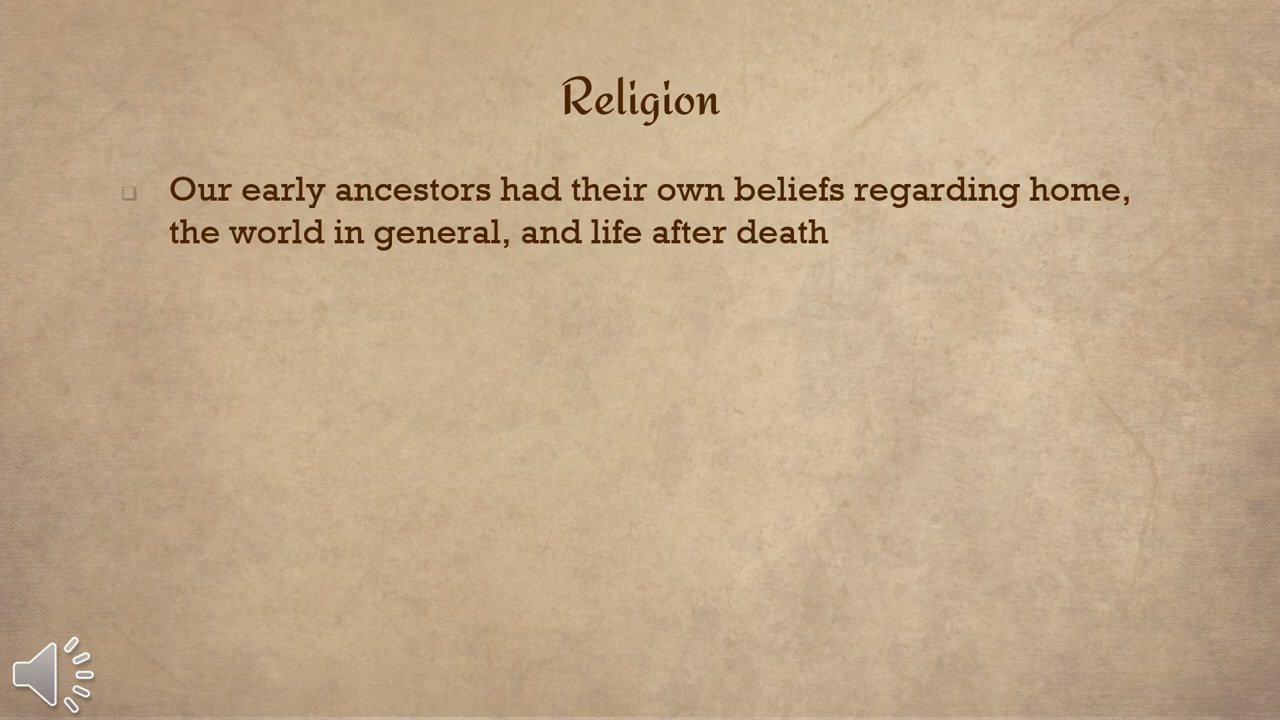 Religion
Our early ancestors had their own beliefs regarding home,
the world in general, and life after death